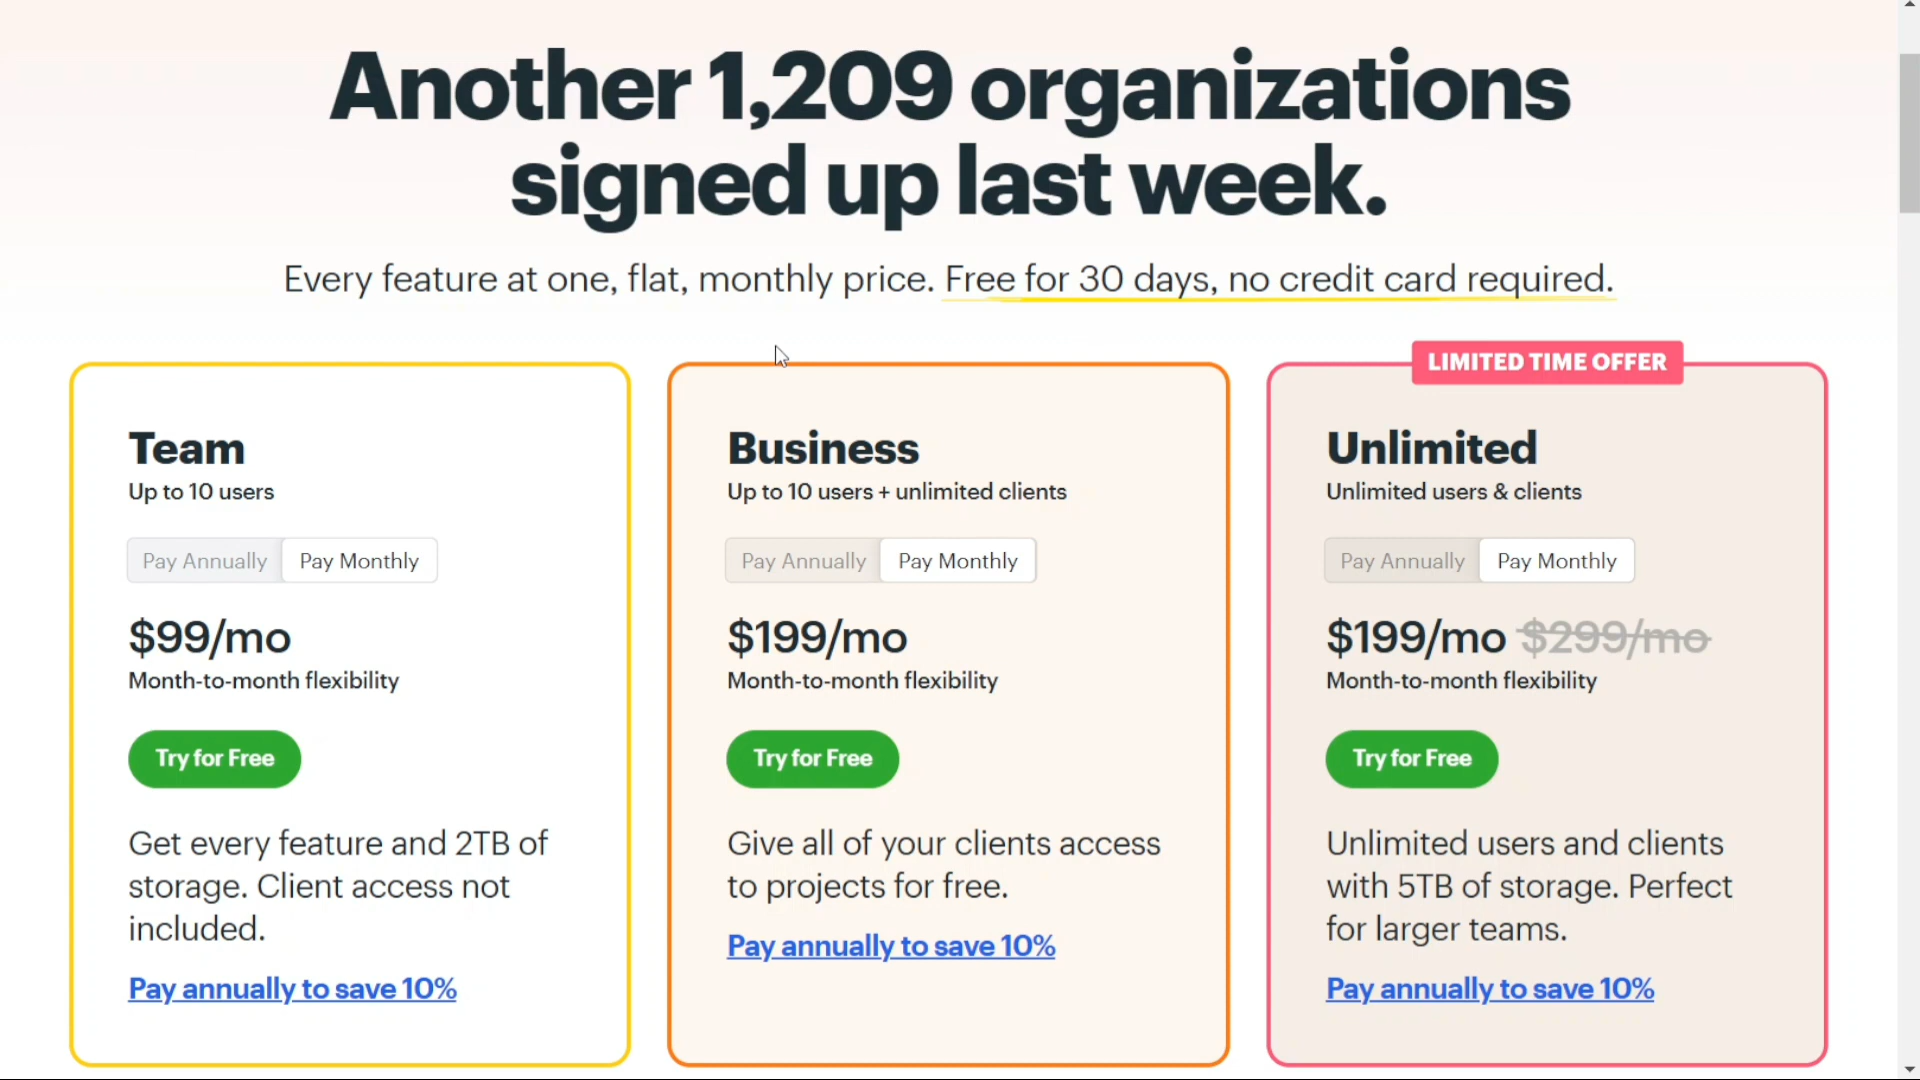 Another 1,209 organizations
signed up last week.
Every feature at one, flat, monthly price. Free for 30 days, no credit card required.
Team
Up to 10 users
Pay Annually Pay Monthly
$99/mo
Month-to-month flexibility
Try for Free
Get every feature and 2TB of
storage. Client access not
included.
Pay annually to save 10%
Business
Up to 10 users + unlimited clients
Pay Annually Pay Monthly
$199/mo
Month-to-month flexibility
Try for Free
Give all of your clients access
to projects for free.
Pay annually to save 10%
LIMITED TIME OFFER
Unlimited
Unlimited users & clients
Pay Annually Pay Monthly
$199/mo $299/mo
Month-to-month flexibility
Try for Free
Unlimited users and clients
with 5TB of storage. Perfect
for larger teams.
Pay annually to save 10%